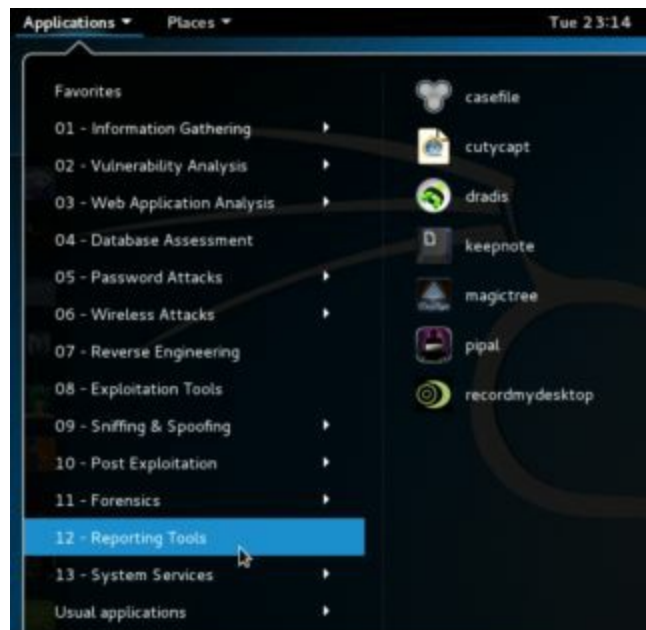 Applications Places Tue 23:14
Favorites
01 - Information Gathering
02 - Vulnerability Analysis
03 - Web Application Analysis
04 - Database Assessment
05 - Password Attacks
06 - Wireless Attacks
07 - Reverse Engineering
08 - Exploitation Tools
09 - Sniffing & Spoofing
10 - Post Exploitation
11 - Forensics
12 - Reporting Tools
13 - System Services
Usual applications
casefile
cutycapt
dradis
keepnote
magictree
pipal
recordmydesktop